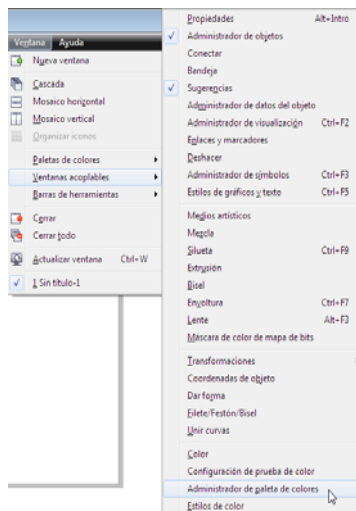 Ventana Ayuda
Nueva ventana
Cascada
Mosaico horizontal
Mosaico vertical
Organizar iconos
Paletas de colores
Ventanas acoplables
Barras de herramientas
Cerrar
Cerrar todo
Actualizar ventana Ctrl+W
1 Sin título-1
Propiedades Alt+Intro
Administrador de objetos
Conectar
Bandeja
Sugerencias
Administrador de datos del objeto
Administrador de visualización Ctrl+F2
Enlaces y marcadores
Deshacer
Administrador de símbolos Ctrl+F3
Estilos de gráficos y texto Ctrl+F5
Medios artísticos
Mezcla
Silueta Ctrl+F9
Extrusión
Bisel
Envoltura Ctrl+F7
Lente Alt+F3
Máscara de color de mapa de bits
Transformaciones
Coordenadas de objeto
Dar forma
Filete/Festón/Bisel
Unir curvas
Color
Configuración de prueba de color
Administrador de paleta de colores
Estilos de color